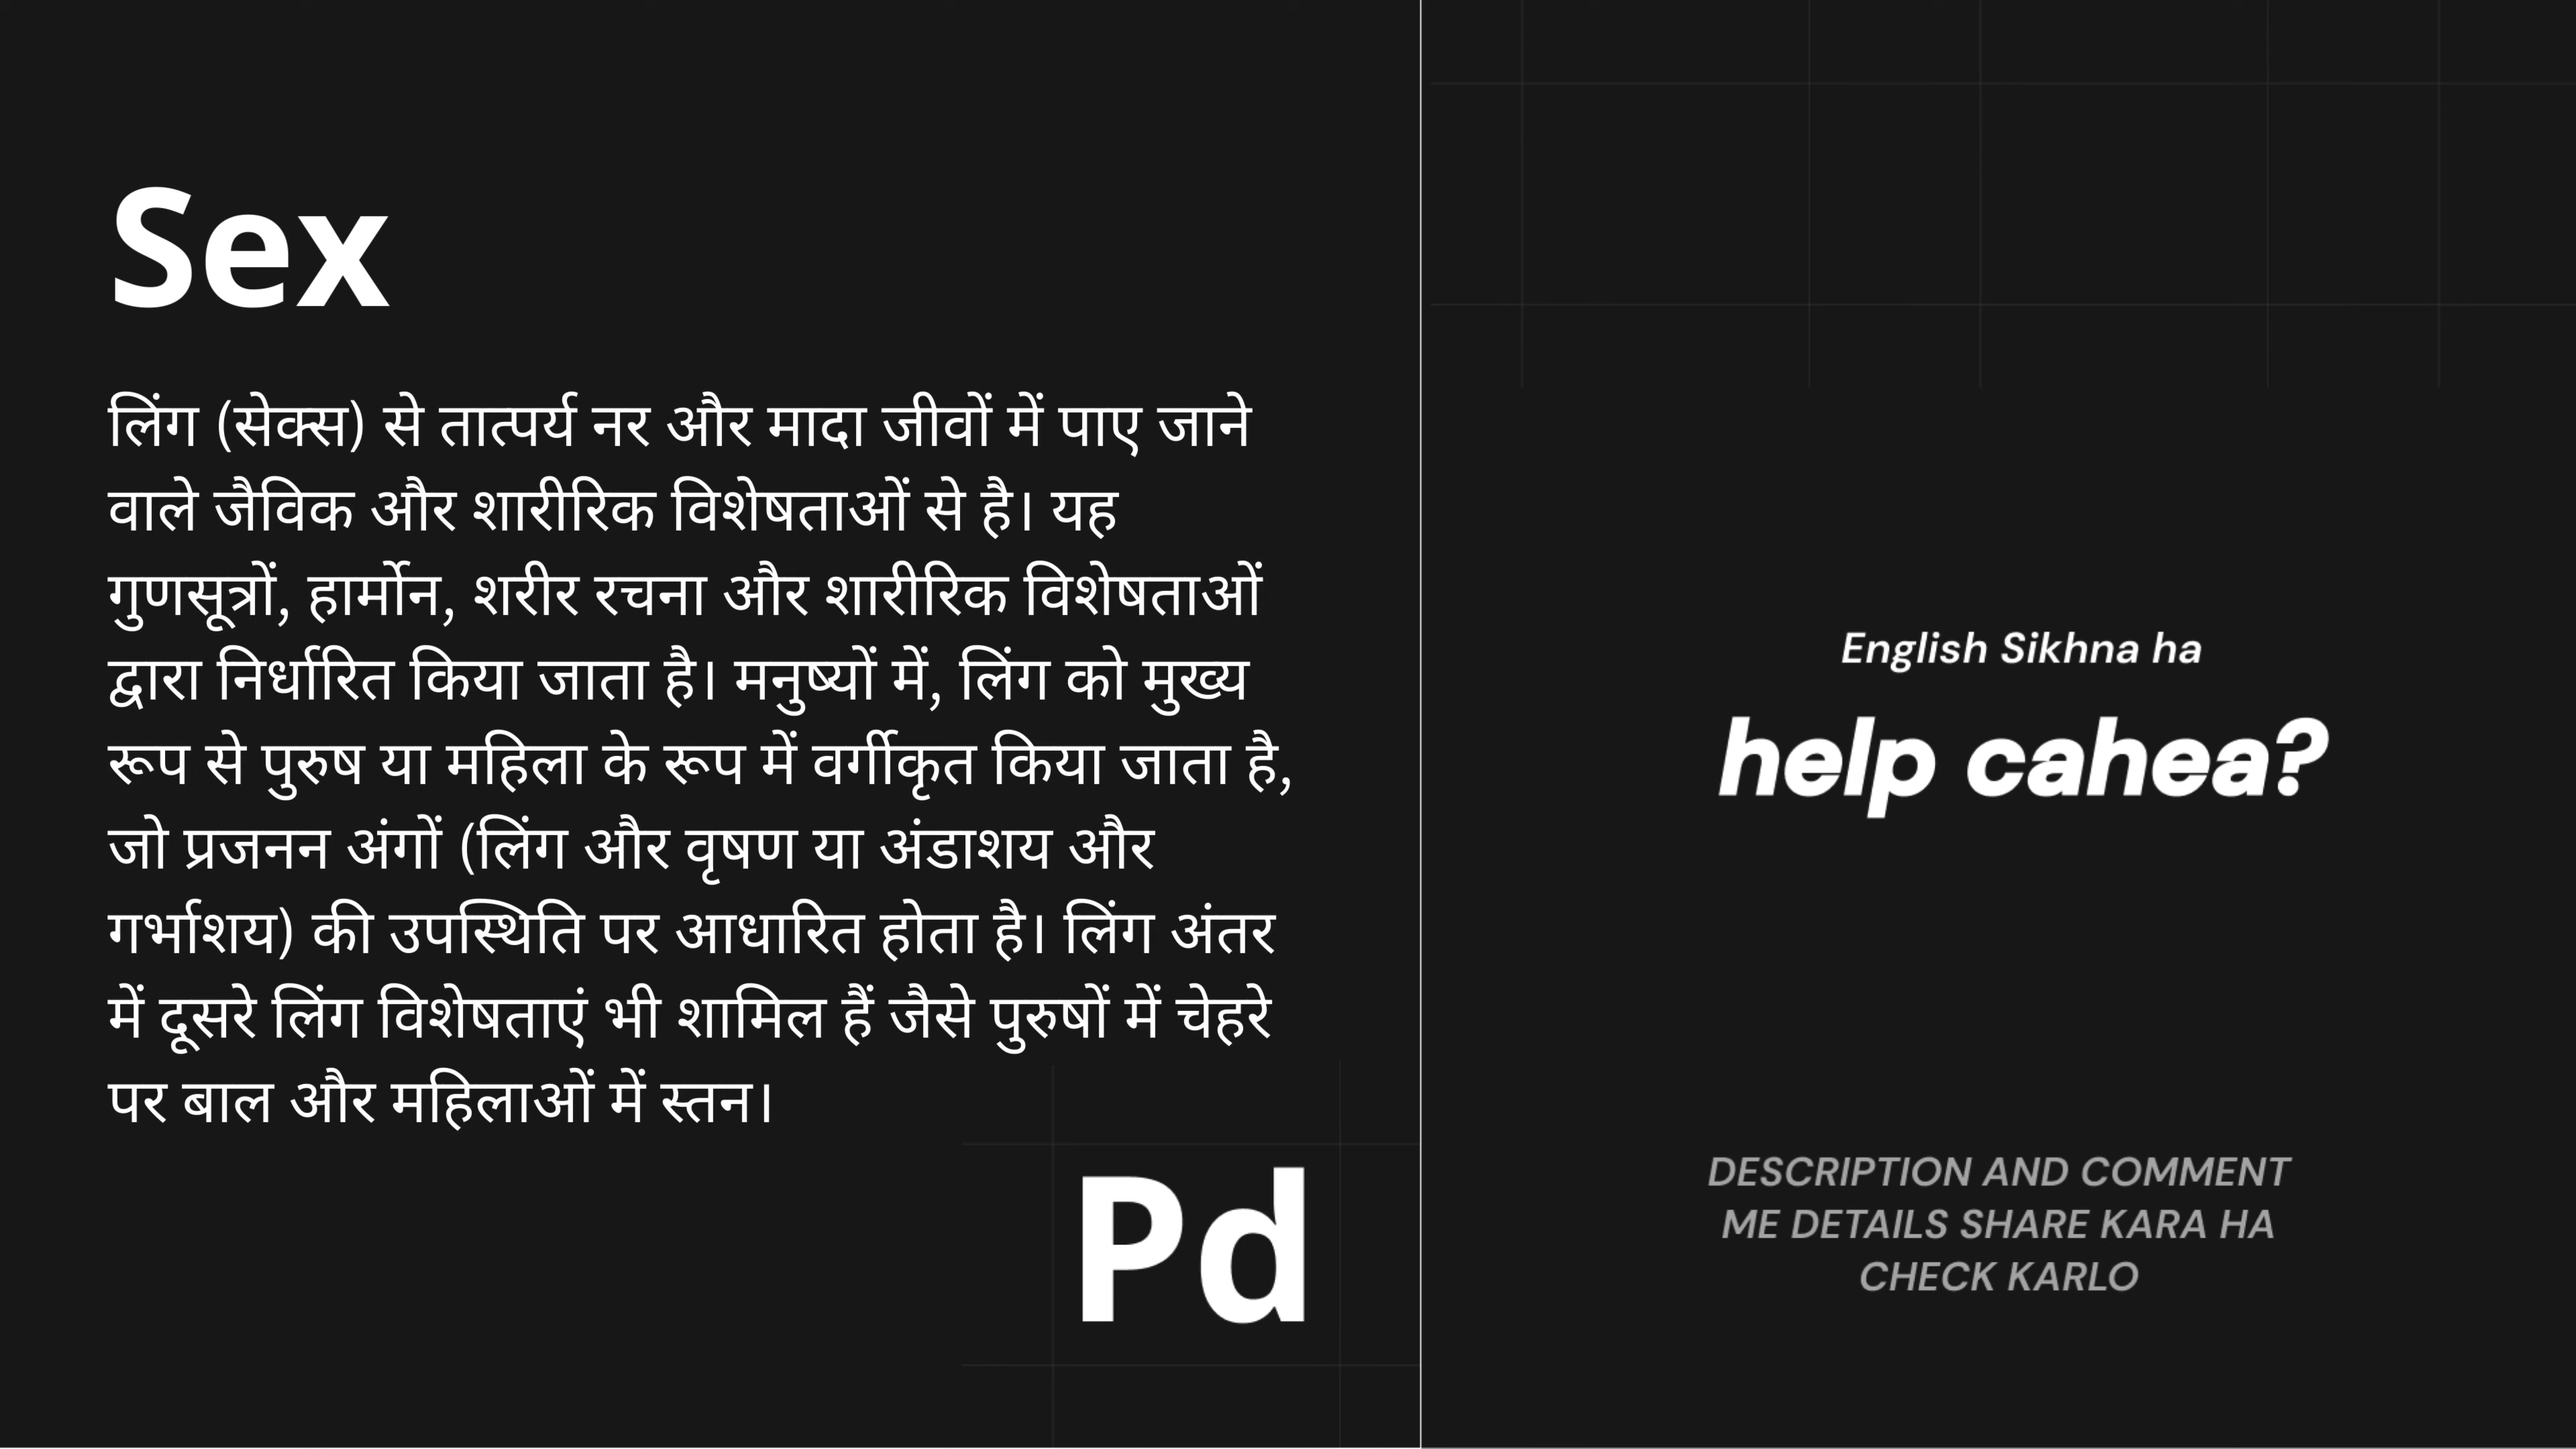 Sex
लिंग (सेक्स) से तात्पर्य नर और मादा जीवों में पाए जाने
वाले जैविक और शारीरिक विशेषताओं से है। यह
गुणसूत्रों, हार्मोन, शरीर रचना और शारीरिक विशेषताओं
द्वारा निर्धारित किया जाता है। मनुष्यों में, लिंग को मुख्य
रूप से पुरुष या महिला के रूप में वर्गीकृत किया जाता है,
जो प्रजनन अंगों (लिंग और वृषण या अंडाशय और
गर्भाशय) की उपस्थिति पर आधारित होता है। लिंग अंतर
में दूसरे लिंग विशेषताएं भी शामिल हैं जैसे पुरुषों में चेहरे
पर बाल और महिलाओं में स्तन।
Pd
English Sikhna ha
help cahea?
DESCRIPTION AND COMMENT
ME DETAILS SHARE KARA HA
CHECK KARLO